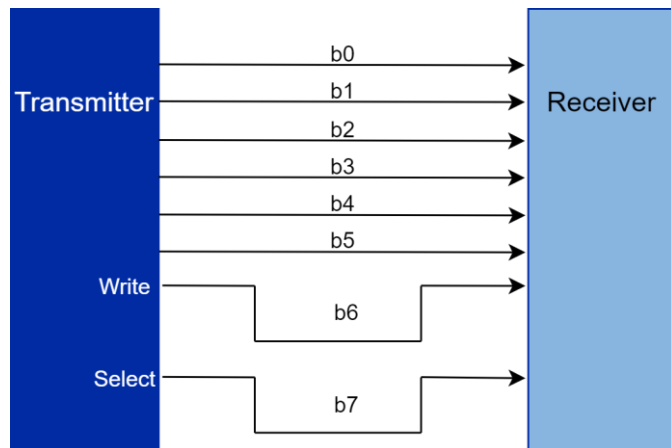 b0
b1
Transmitter
Receiver
b2
b3
b4
b5
Write
b6
Select
b7